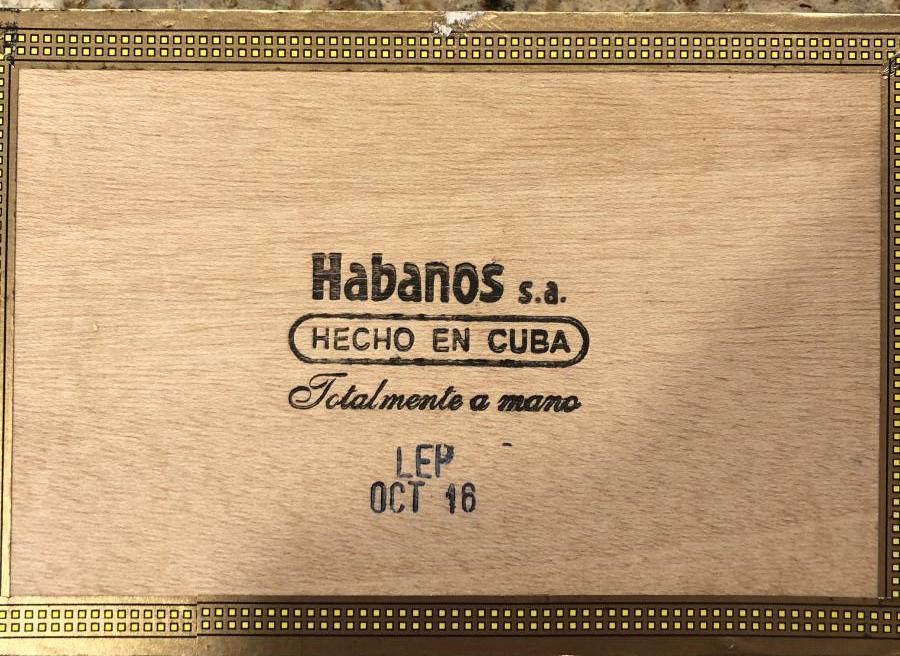 Habanos s.a.
HECHO EN CUBA
Totalmente a mano
LEP
OCT 16